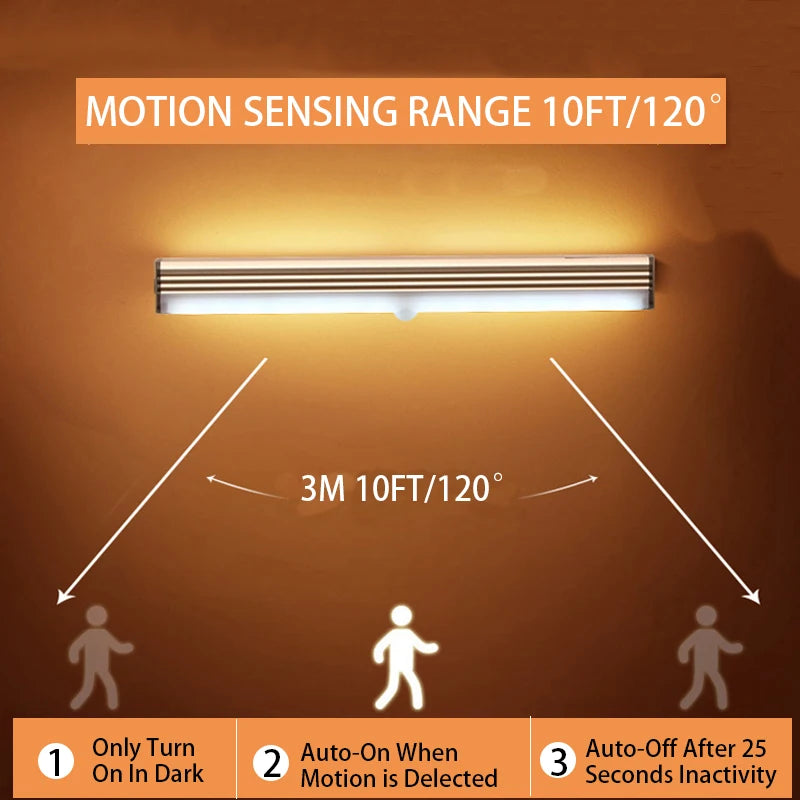 MOTION SENSING RANGE 10FT/120°
3M 10FT/120°
1 Only Turn
On In Dark
2 Auto-On When
Motion is Delected
3 Auto-Off After 25
Seconds Inactivity